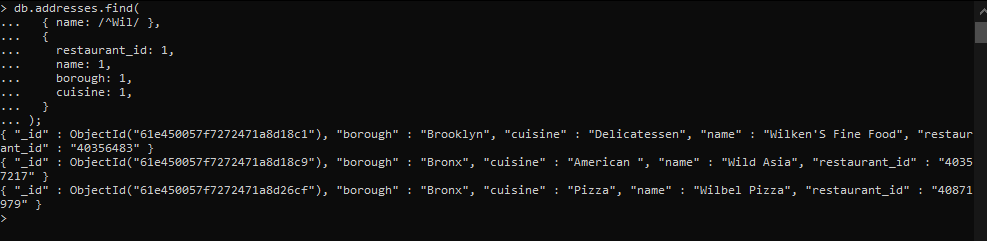 > db.addresses.find(
...   { name: /^Wil/ },
...   {
...     restaurant_id: 1,
...     name: 1,
...     borough: 1,
...     cuisine: 1,
...   }
... );
{ "_id" : ObjectId("61e450057f7272471a8d18c1"), "borough" : "Brooklyn", "cuisine" : "Delicatessen", "name" : "Wilken'S Fine Food", "restaur
ant_id" : "40356483" }
{ "_id" : ObjectId("61e450057f7272471a8d18c9"), "borough" : "Bronx", "cuisine" : "American ", "name" : "Wild Asia", "restaurant_id" : "4035
7217" }
{ "_id" : ObjectId("61e450057f7272471a8d26cf"), "borough" : "Bronx", "cuisine" : "Pizza", "name" : "Wilbel Pizza", "restaurant_id" : "40871
979" }
>